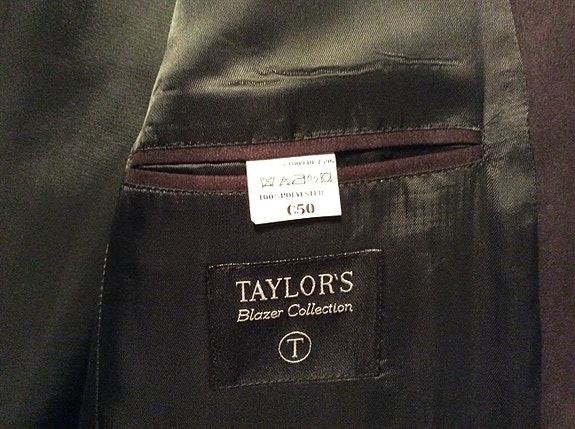 100% POLYESTER
C50
TAYLOR'S
Blazer Collection
T